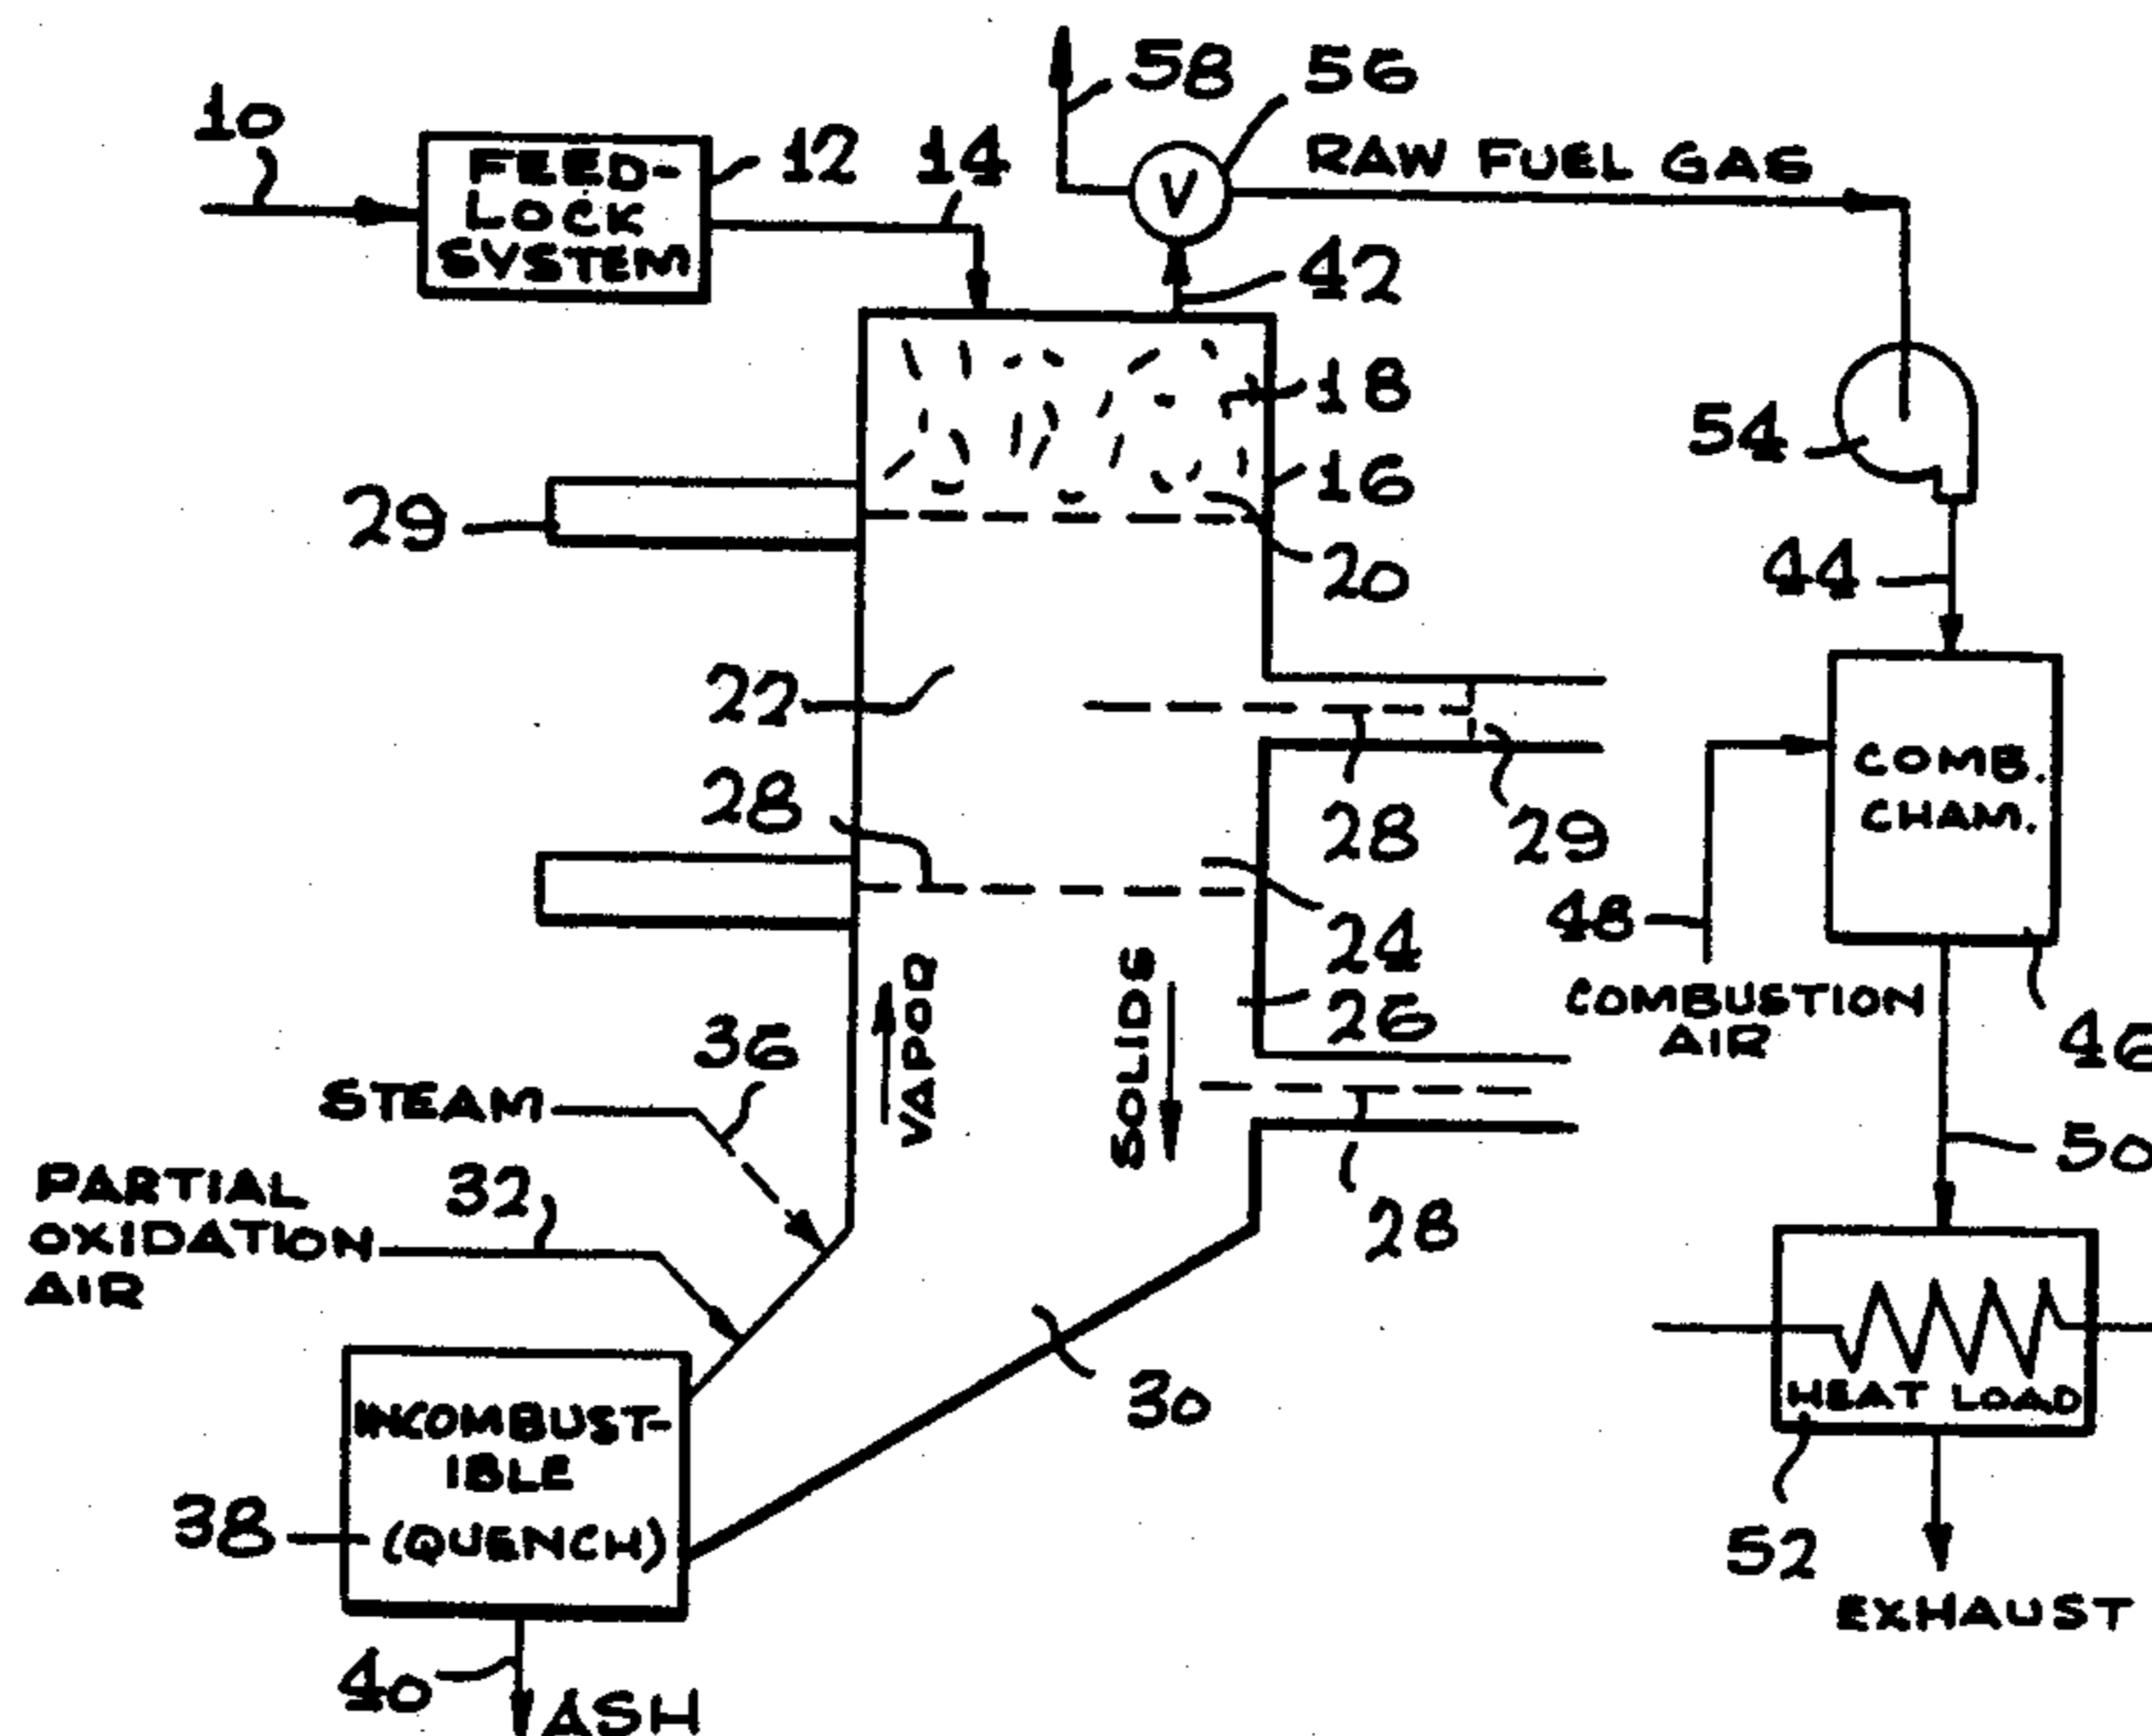 58
56
10
FEED-
LOCK
SYSTEM
12
14
V
RAW FUEL GAS
42
18
16
20
29
54
44
22
28
28
29
COMB.
CHAM.
24
26
48
COMBUSTION
AIR
46
VAPOR
SOLIDS
36
STEAM
28
50
PARTIAL
OXIDATION
AIR
32
30
HEAT LOAD
52
EXHAUST
INCOMBUST-
IBLE
(QUENCH)
38
40
ASH